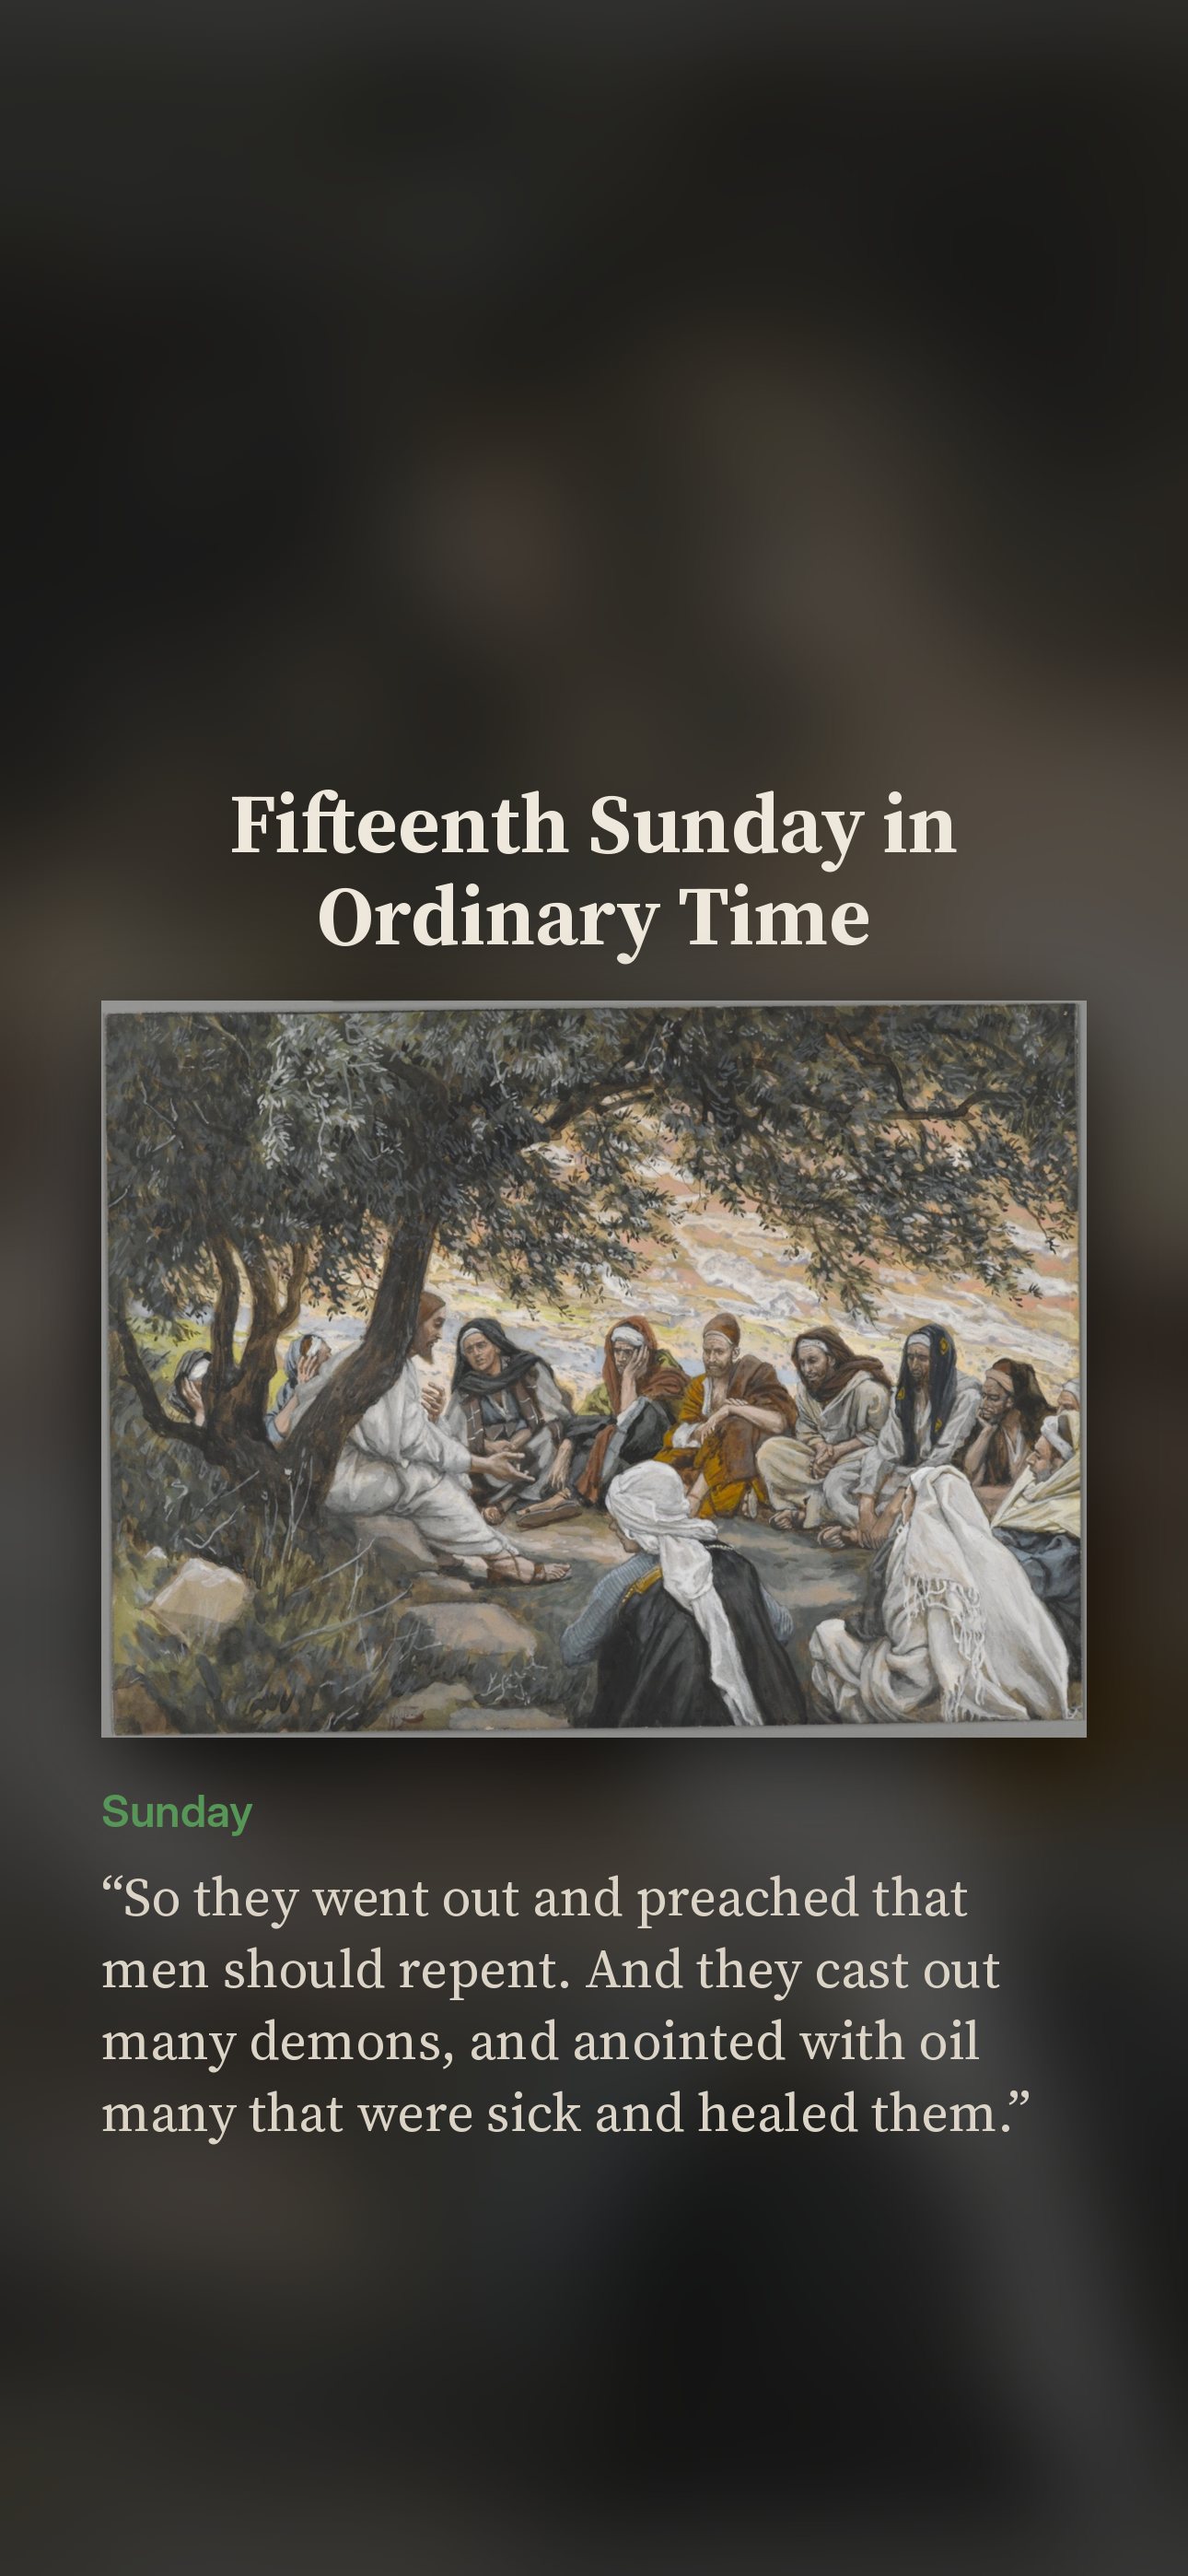 Fifteenth Sunday in
Ordinary Time
Sunday
“So they went out and preached that
men should repent. And they cast out
many demons, and anointed with oil
many that were sick and healed them.”